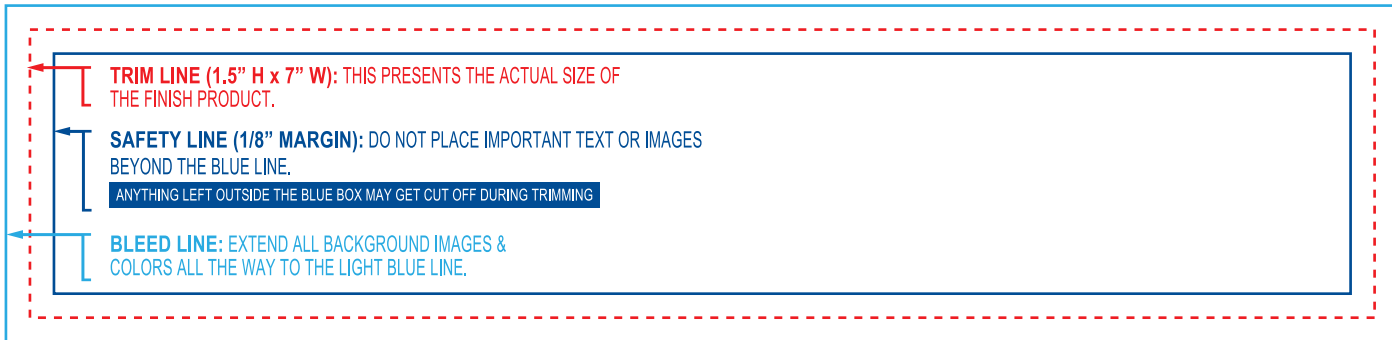 TRIM LINE (1.5” H x 7” W): THIS PRESENTS THE ACTUAL SIZE OF
THE FINISH PRODUCT.
SAFETY LINE (1/8” MARGIN): DO NOT PLACE IMPORTANT TEXT OR IMAGES
BEYOND THE BLUE LINE.
ANYTHING LEFT OUTSIDE THE BLUE BOX MAY GET CUT OFF DURING TRIMMING
BLEED LINE: EXTEND ALL BACKGROUND IMAGES &
COLORS ALL THE WAY TO THE LIGHT BLUE LINE.